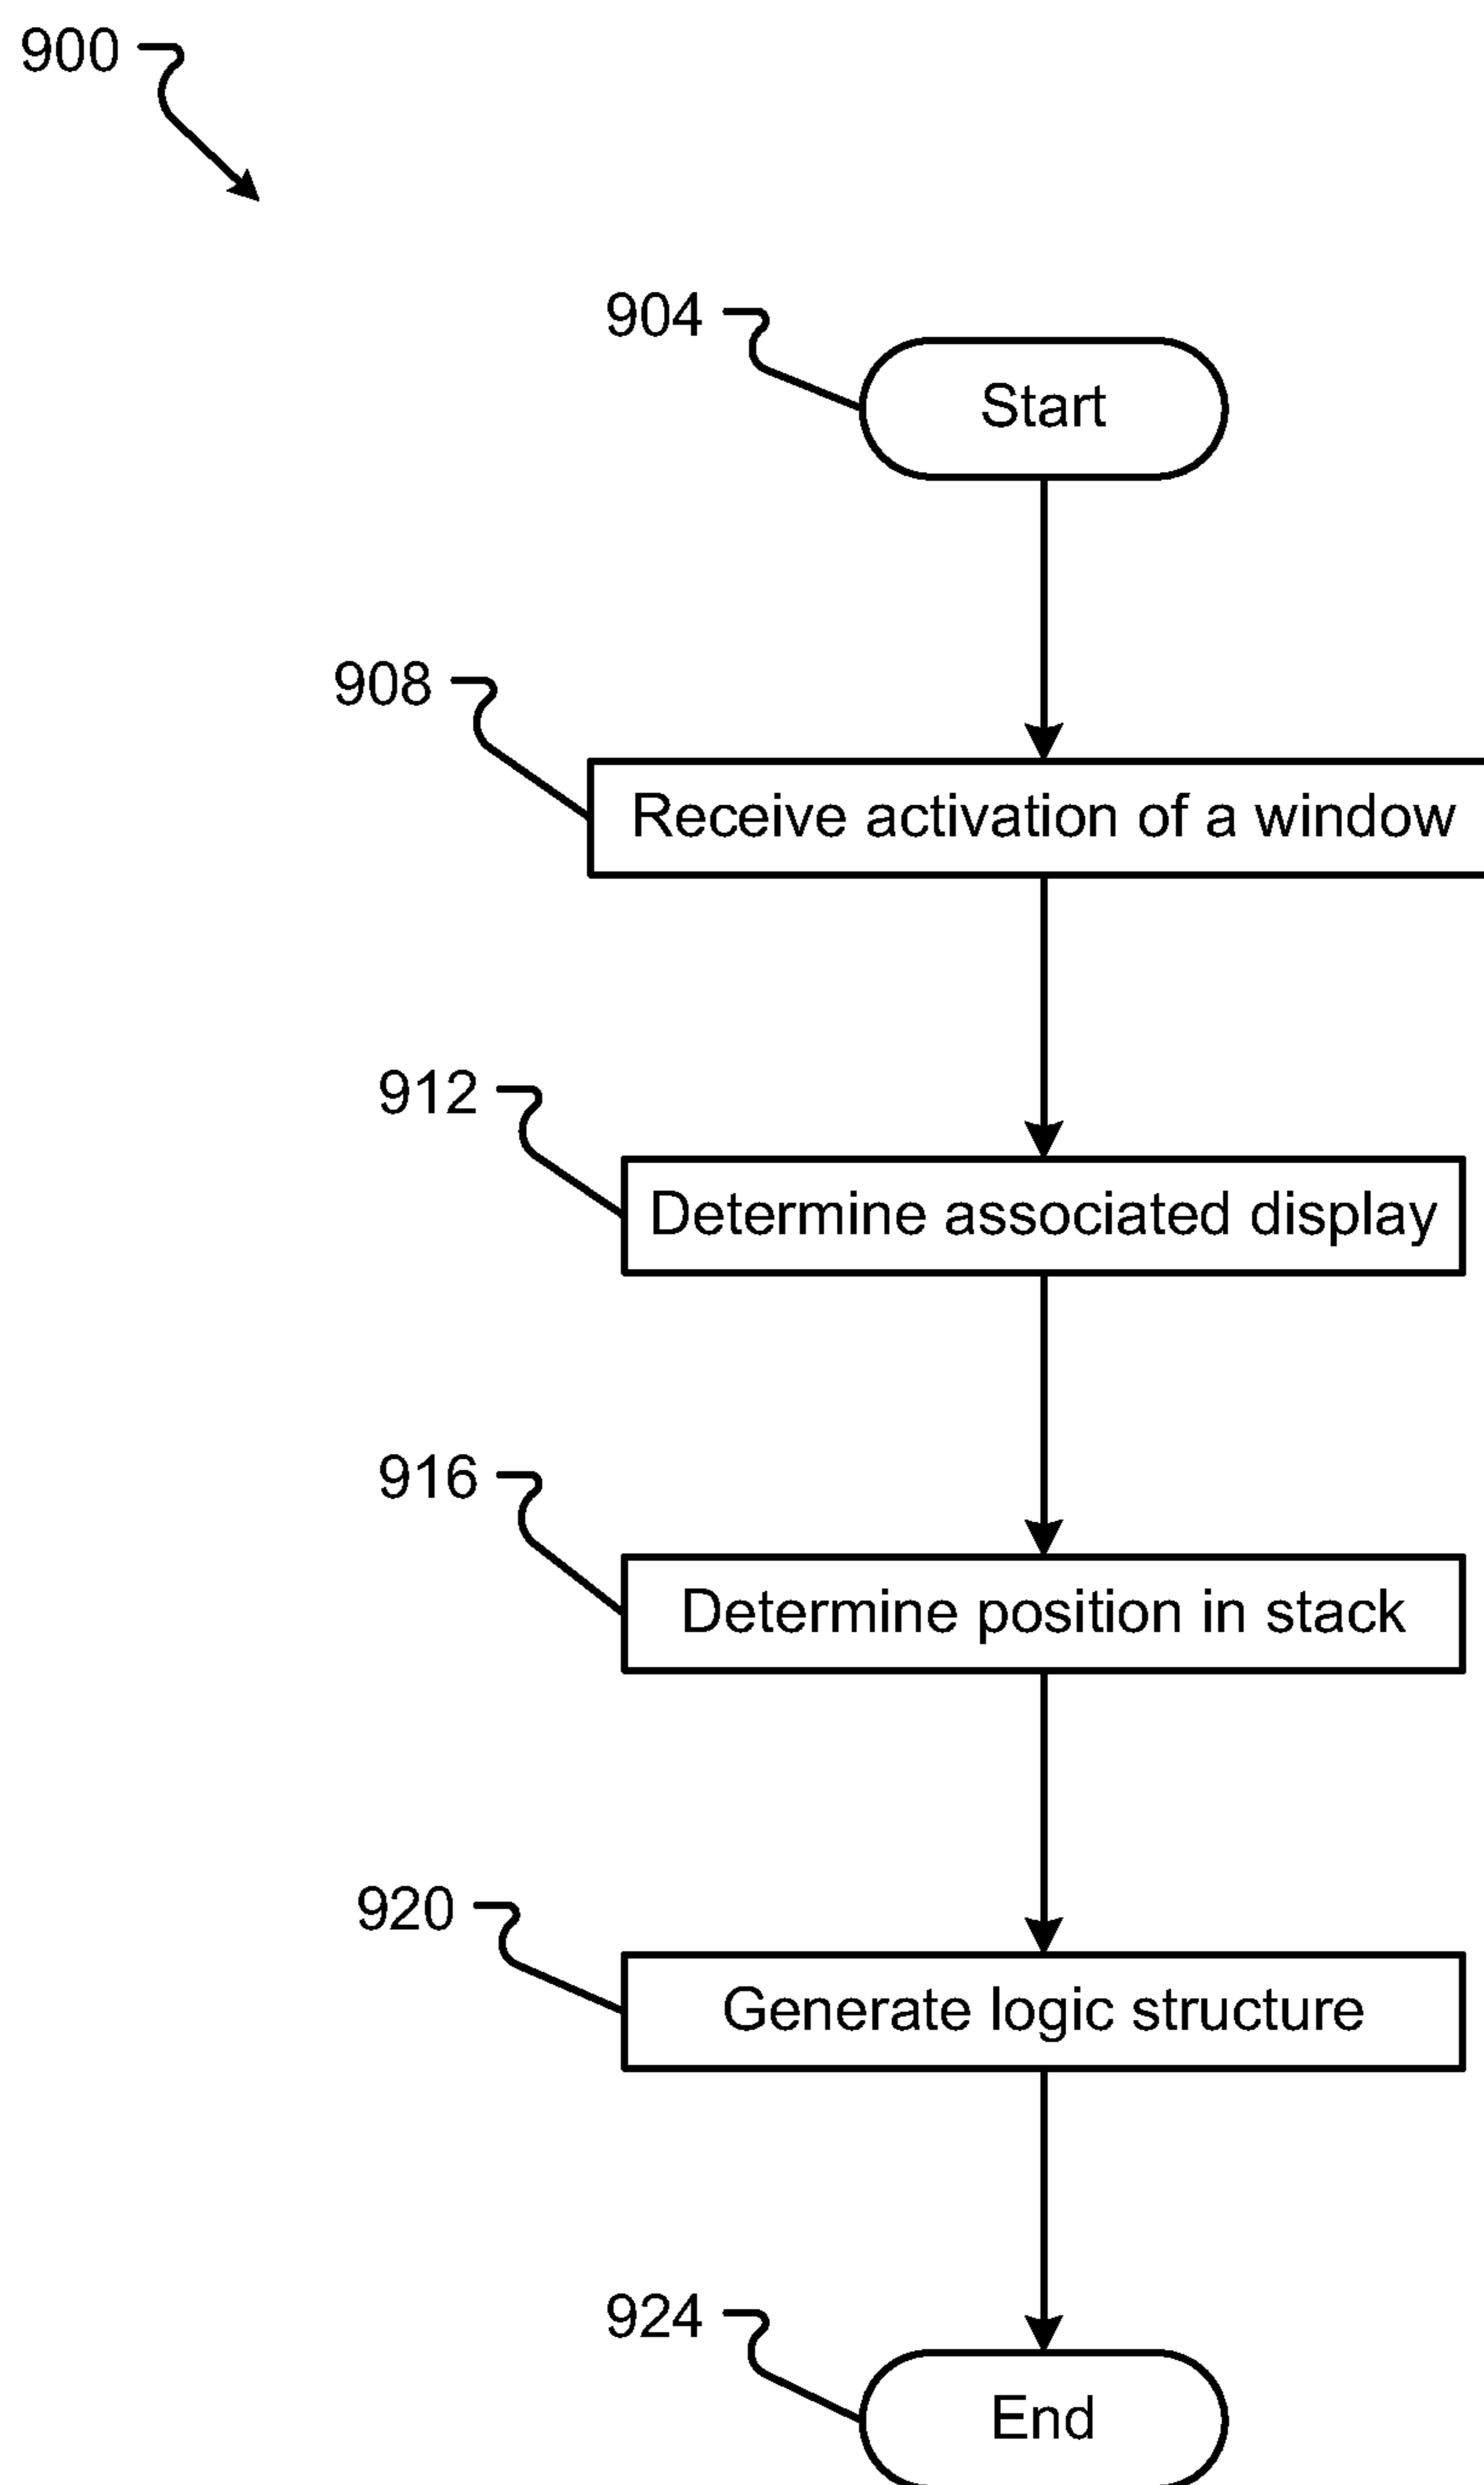 900
904
Start
908
Receive activation of a window
912
Determine associated display
916
Determine position in stack
920
Generate logic structure
924
End